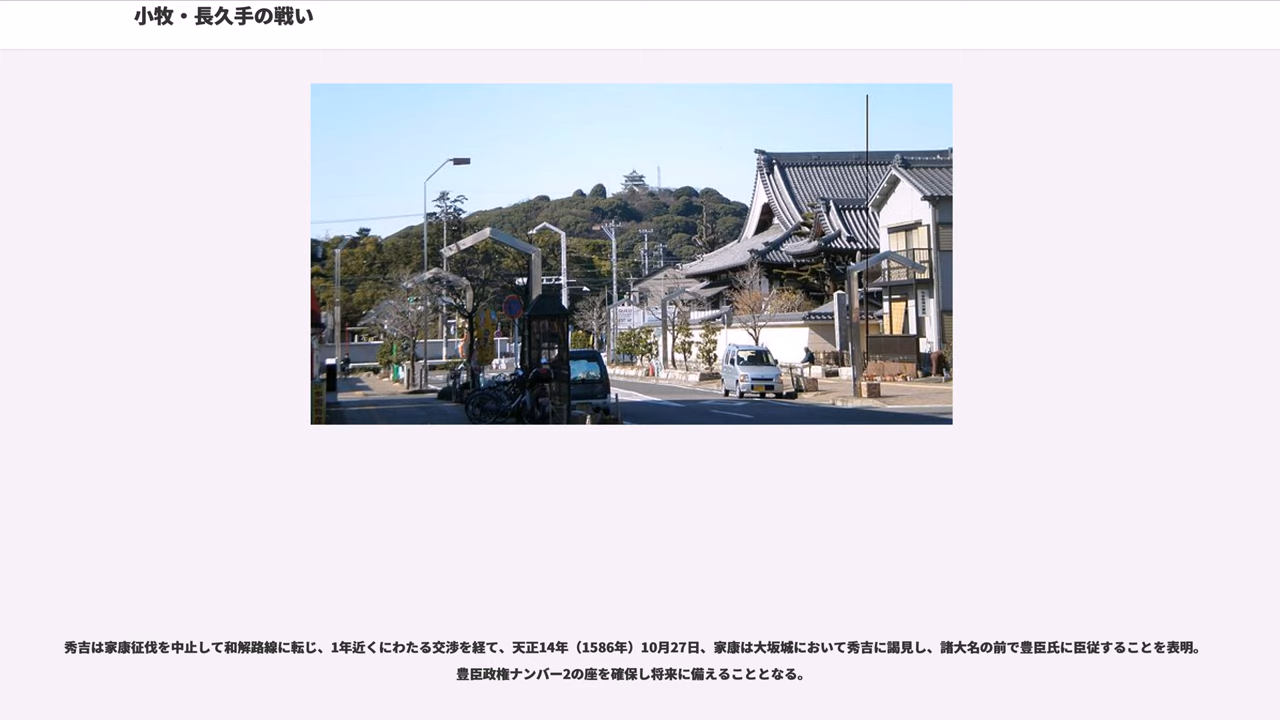 小牧・長久手の戦い
秀吉は家康征伐を中止して和解路線に転じ、1年近くにわたる交渉を経て、天正14年（1586年）10月27日、家康は大坂城において秀吉に謁見し、諸大名の前で豊臣氏に臣従することを表明。
豊臣政権ナンバー2の座を確保し将来に備えることとなる。